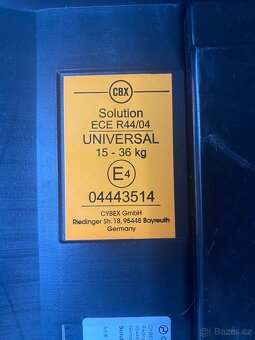 CBX
Solution
ECE R44/04
UNIVERSAL
15 - 36 kg
E4
04443514
CYBEX GmbH
Riedinger Str. 18, 95448 Bayreuth
Germany
bazoš.cz